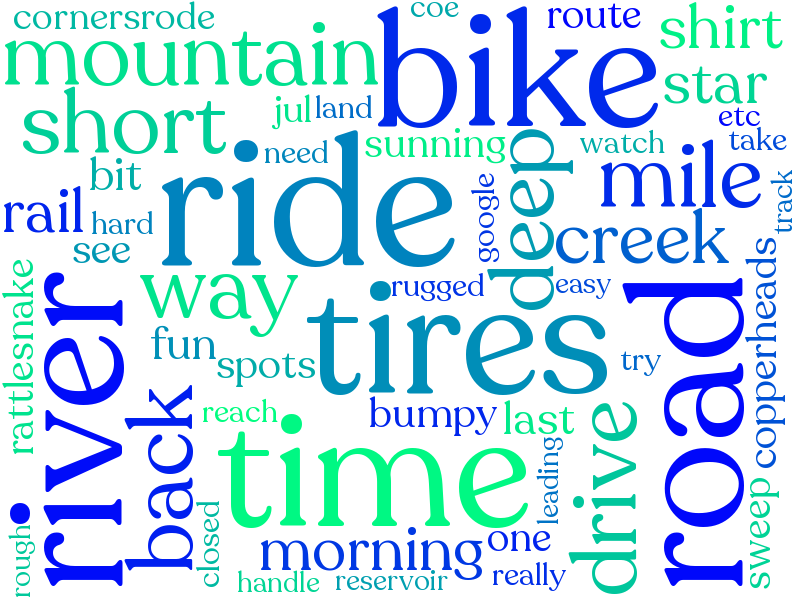 cornersrode
coe
route
shirt
mountain
bike
star
short
jul
land
etc
sunning
watch
take
need
ride
deep
bit
mile
rail
hard
google
track
see
creek
way
rugged
easy
rattlesnake
river
tires
road
copperheads
fun
spots
try
back
reach
bumpy
last
drive
time
leading
sweep
closed
rough
morning
one
handle
reservoir
really